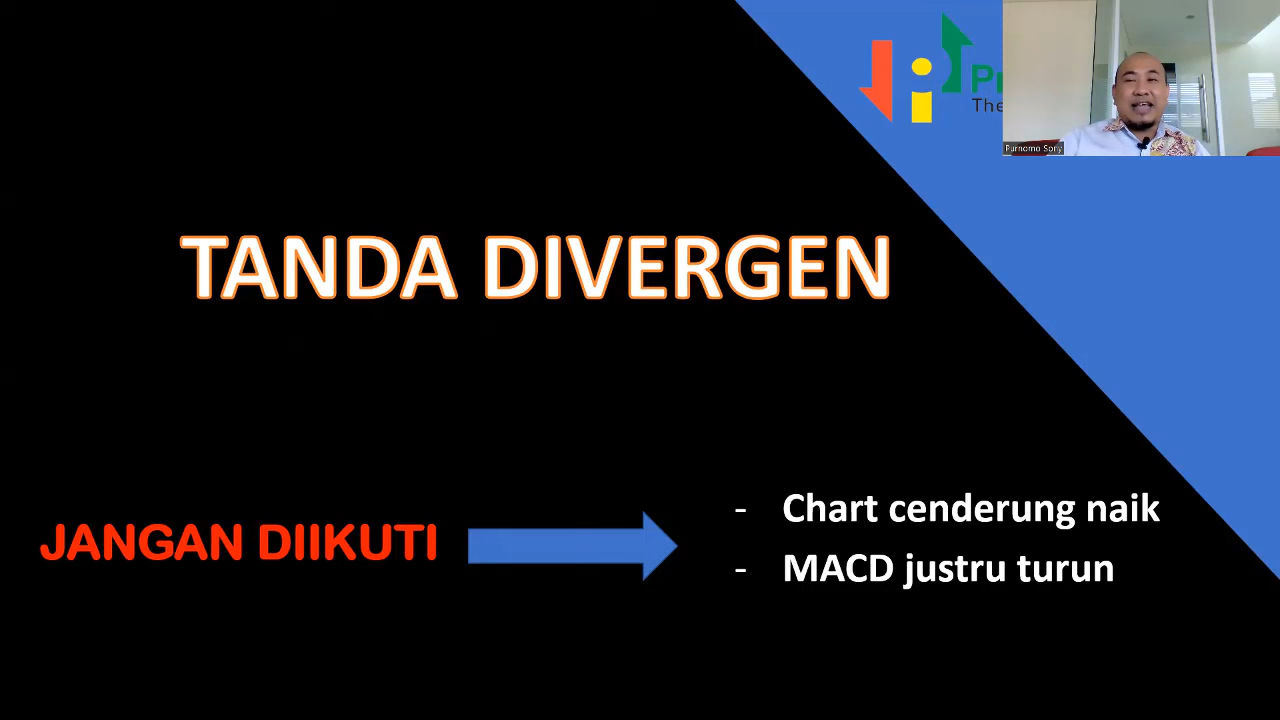 Purnomo Sony
TANDA DIVERGEN
JANGAN DIIKUTI
- Chart cenderung naik
- MACD justru turun